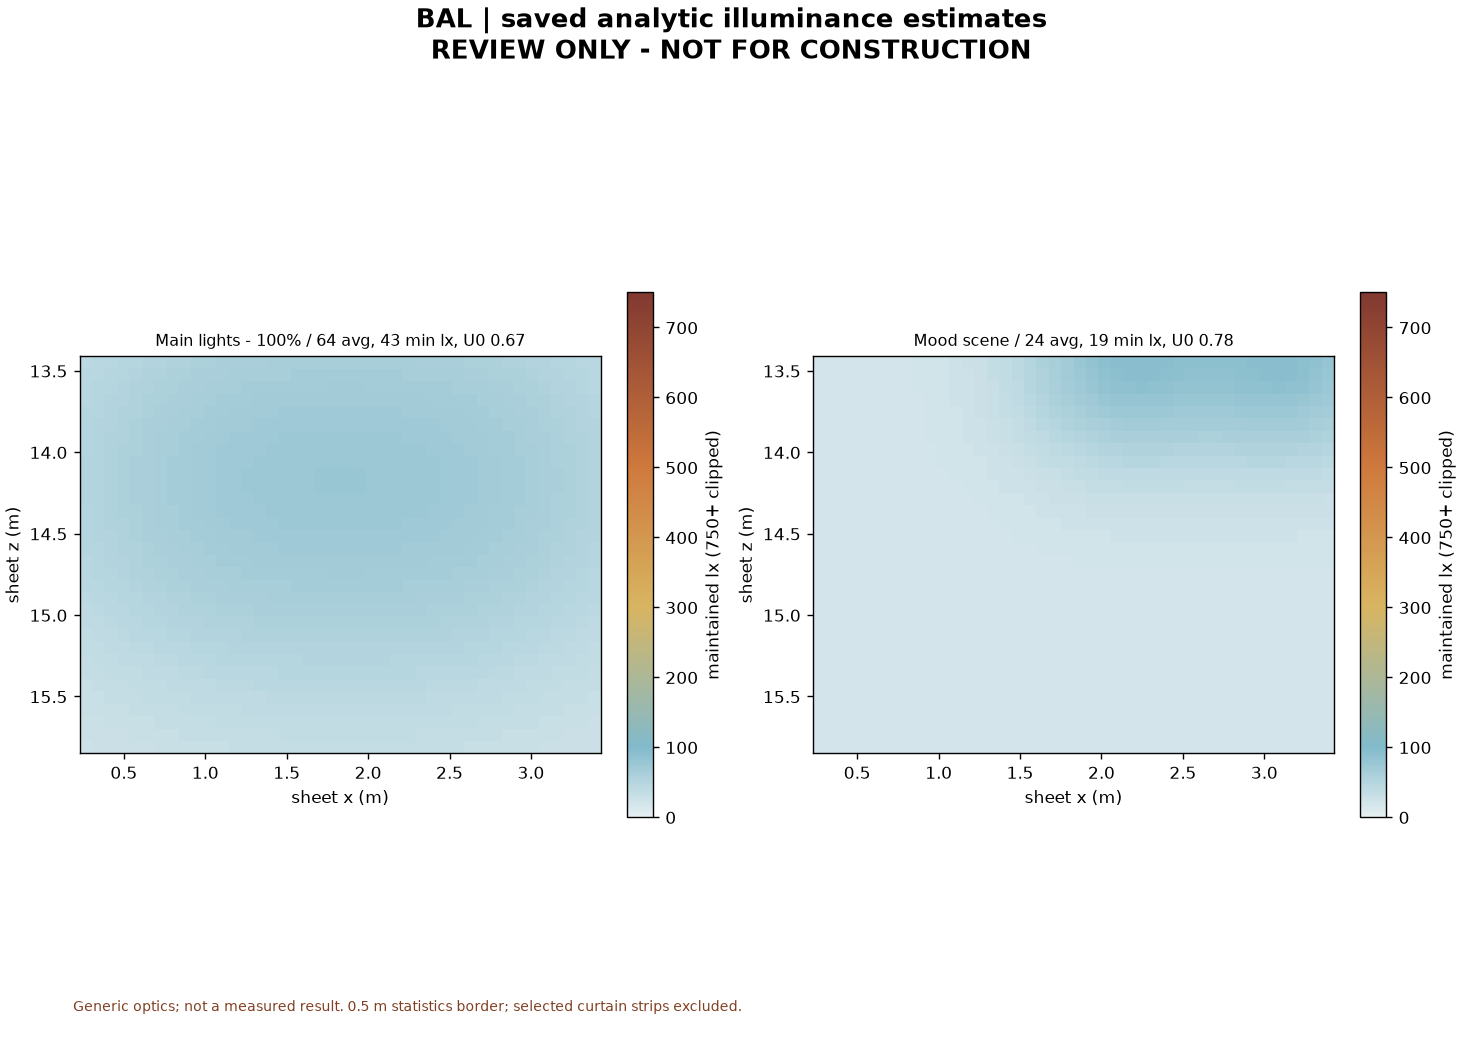 BAL | saved analytic illuminance estimates
REVIEW ONLY - NOT FOR CONSTRUCTION
Main lights - 100% / 64 avg, 43 min lx, U0 0.67
13.5
14.0
14.5
15.0
15.5
sheet z (m)
0.5 1.0 1.5 2.0 2.5 3.0
sheet x (m)
700
600
500
400
300
200
100
0
maintained lx (750+ clipped)
Mood scene / 24 avg, 19 min lx, U0 0.78
13.5
14.0
14.5
15.0
15.5
sheet z (m)
0.5 1.0 1.5 2.0 2.5 3.0
sheet x (m)
700
600
500
400
300
200
100
0
maintained lx (750+ clipped)
Generic optics; not a measured result. 0.5 m statistics border; selected curtain strips excluded.